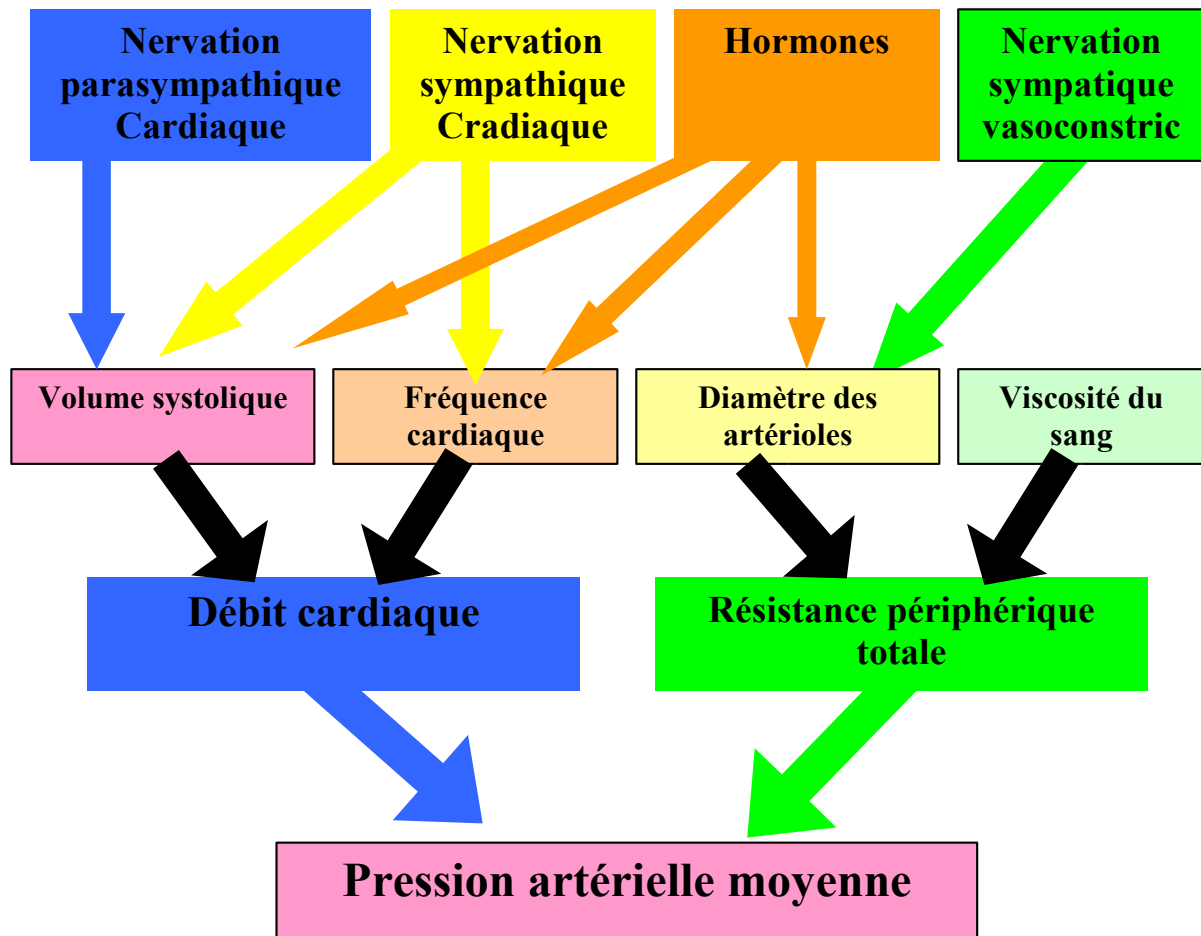 Nervation
parasympathique
Cardiaque
Nervation
sympathique
Cradiaque
Hormones
Nervation
sympatique
vasoconstric
Volume systolique
Fréquence
cardiaque
Diamètre des
artérioles
Viscosité du
sang
Débit cardiaque
Résistance périphérique
totale
Pression artérielle moyenne